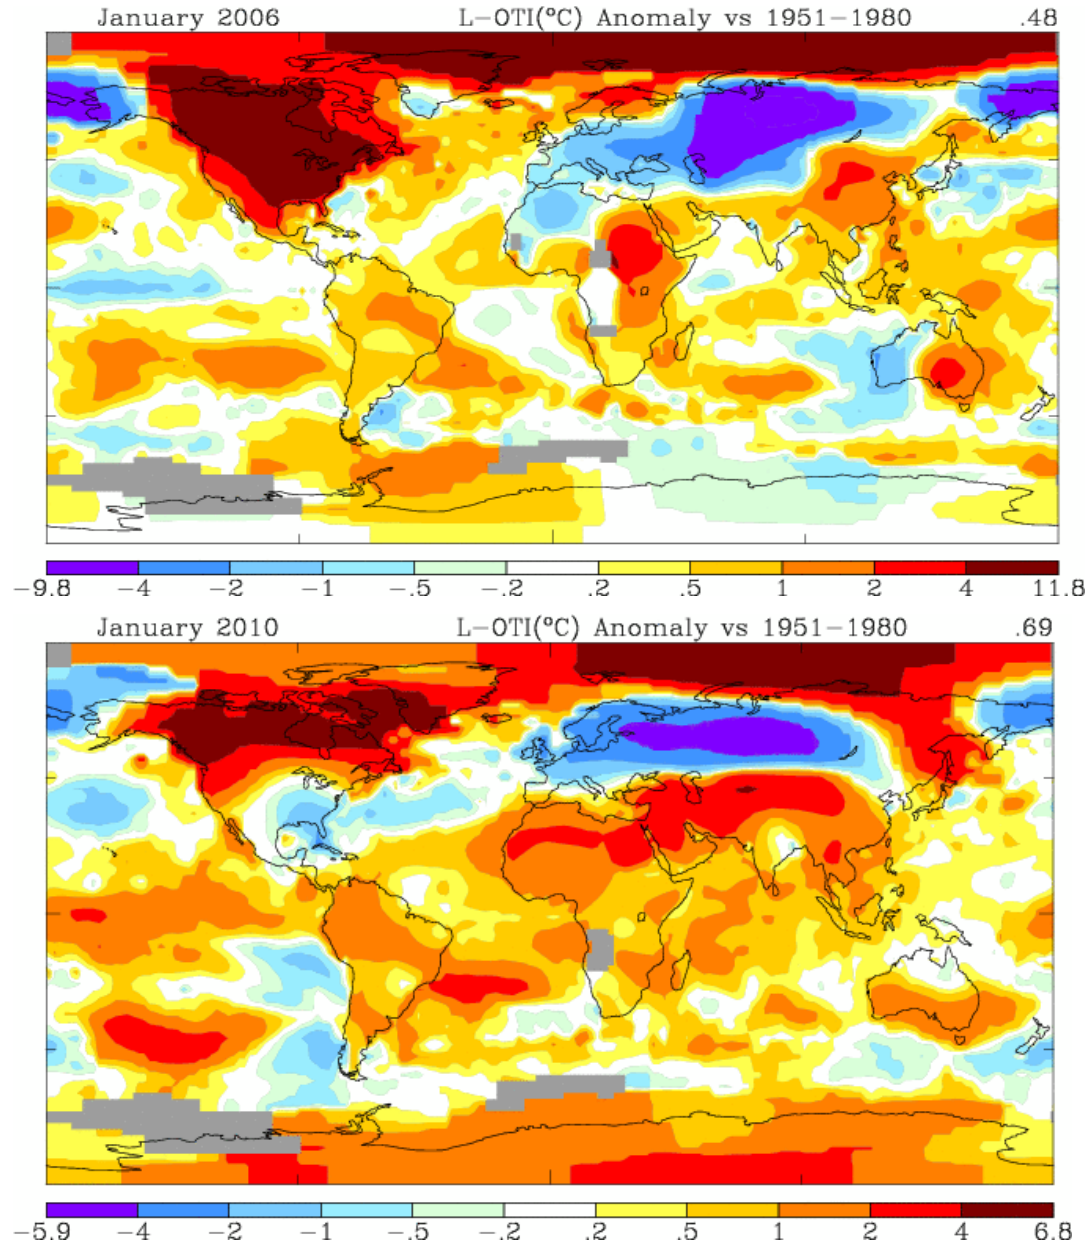 January 2006 L-OTI(°C) Anomaly vs 1951-1980 .48
-9.8 -4 -2 -1 -.5 -.2 .2 .5 1 2 4 11.8
January 2010 L-OTI(°C) Anomaly vs 1951-1980 .69
-5.9 -4 -2 -1 -.5 -.2 .2 .5 1 2 4 6.8